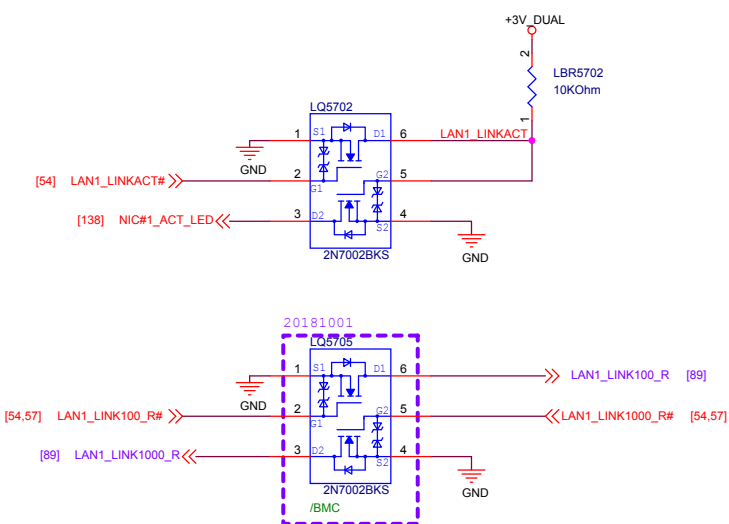 +3V_DUAL
2
LBR5702
10KOhm
1
LQ5702
1 S1 D1 6 LAN1_LINKACT
GND
[54] LAN1_LINKACT# 2 G1 G2 5
[138] NIC#1_ACT_LED 3 D2 S2 4
GND
2N7002BKS
20181001
LQ5705
1 S1 D1 6 LAN1_LINK100_R [89]
GND
[54,57] LAN1_LINK100_R# 2 G1 G2 5 LAN1_LINK1000_R# [54,57]
[89] LAN1_LINK1000_R 3 D2 S2 4
GND
2N7002BKS
/BMC